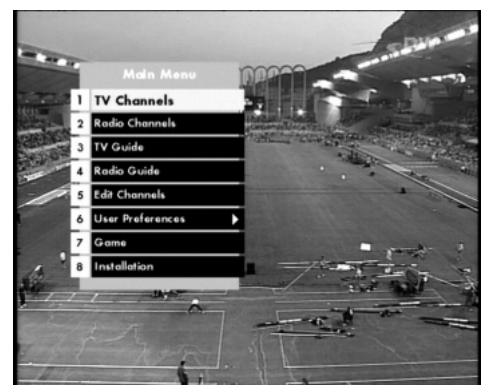 Main Menu
1 TV Channels
2 Radio Channels
3 TV Guide
4 Radio Guide
5 Edit Channels
6 User Preferences
7 Game
8 Installation